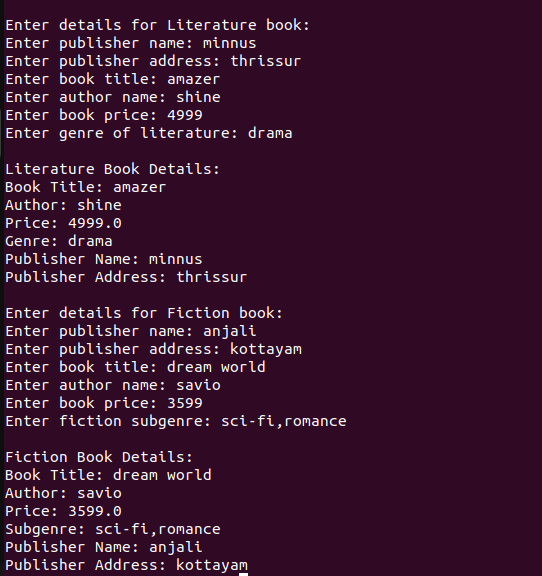 Enter details for Literature book:
Enter publisher name: minnus
Enter publisher address: thrissur
Enter book title: amazer
Enter author name: shine
Enter book price: 4999
Enter genre of literature: drama
Literature Book Details:
Book Title: amazer
Author: shine
Price: 4999.0
Genre: drama
Publisher Name: minnus
Publisher Address: thrissur
Enter details for Fiction book:
Enter publisher name: anjali
Enter publisher address: kottayam
Enter book title: dream world
Enter author name: savio
Enter book price: 3599
Enter fiction subgenre: sci-fi,romance
Fiction Book Details:
Book Title: dream world
Author: savio
Price: 3599.0
Subgenre: sci-fi,romance
Publisher Name: anjali
Publisher Address: kottayam